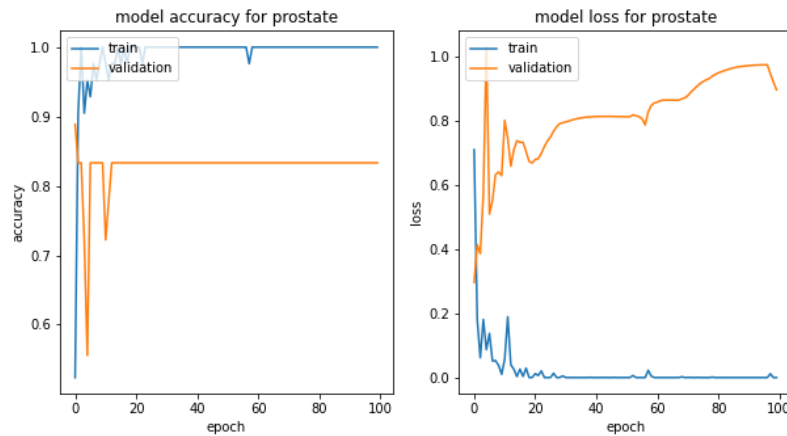 model accuracy for prostate
train
validation
1.0
0.9
0.8
0.7
0.6
accuracy
0 20 40 60 80 100
epoch
model loss for prostate
train
validation
1.0
0.8
0.6
0.4
0.2
0.0
loss
0 20 40 60 80 100
epoch